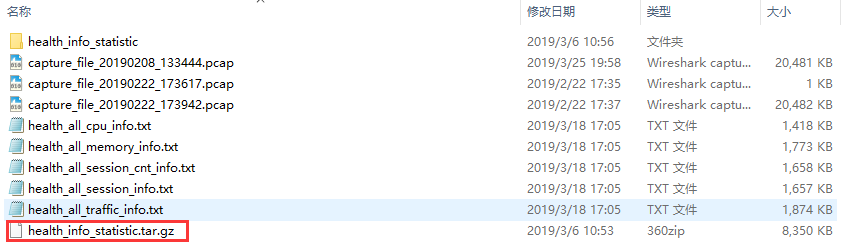 名称 修改日期 类型 大小
health_info_statistic 2019/3/6 10:56 文件夹
capture_file_20190208_133444.pcap 2019/3/25 19:58 Wireshark captu... 20,481 KB
capture_file_20190222_173617.pcap 2019/2/22 17:35 Wireshark captu... 1 KB
capture_file_20190222_173942.pcap 2019/2/22 17:37 Wireshark captu... 20,482 KB
health_all_cpu_info.txt 2019/3/18 17:05 TXT 文件 1,418 KB
health_all_memory_info.txt 2019/3/18 17:05 TXT 文件 1,773 KB
health_all_session_cnt_info.txt 2019/3/18 17:05 TXT 文件 1,658 KB
health_all_session_info.txt 2019/3/18 17:05 TXT 文件 1,657 KB
health_all_traffic_info.txt 2019/3/18 17:05 TXT 文件 1,874 KB
health_info_statistic.tar.gz 2019/3/6 10:53 360zip 8,350 KB